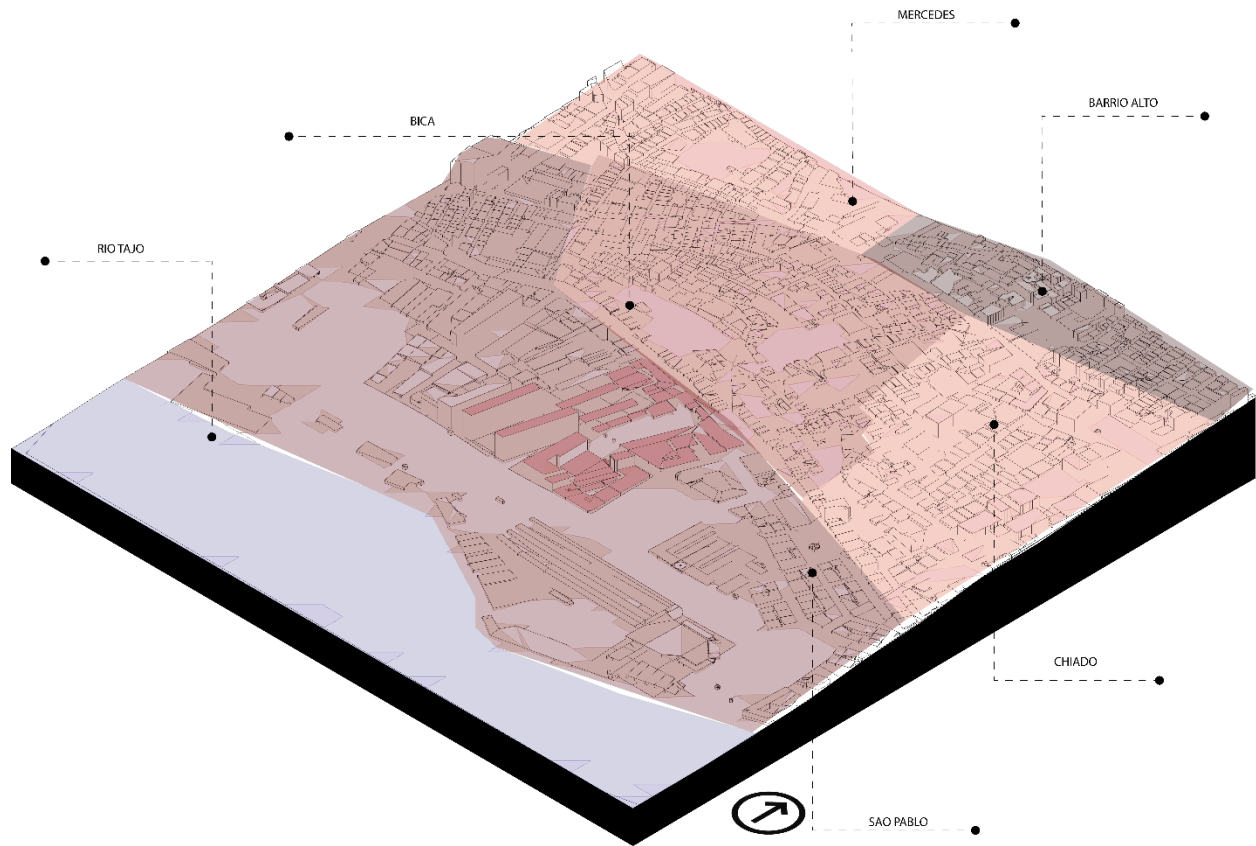 MERCEDES
BARRIO ALTO
BICA
RIO TAJO
CHIADO
SAO PABLO